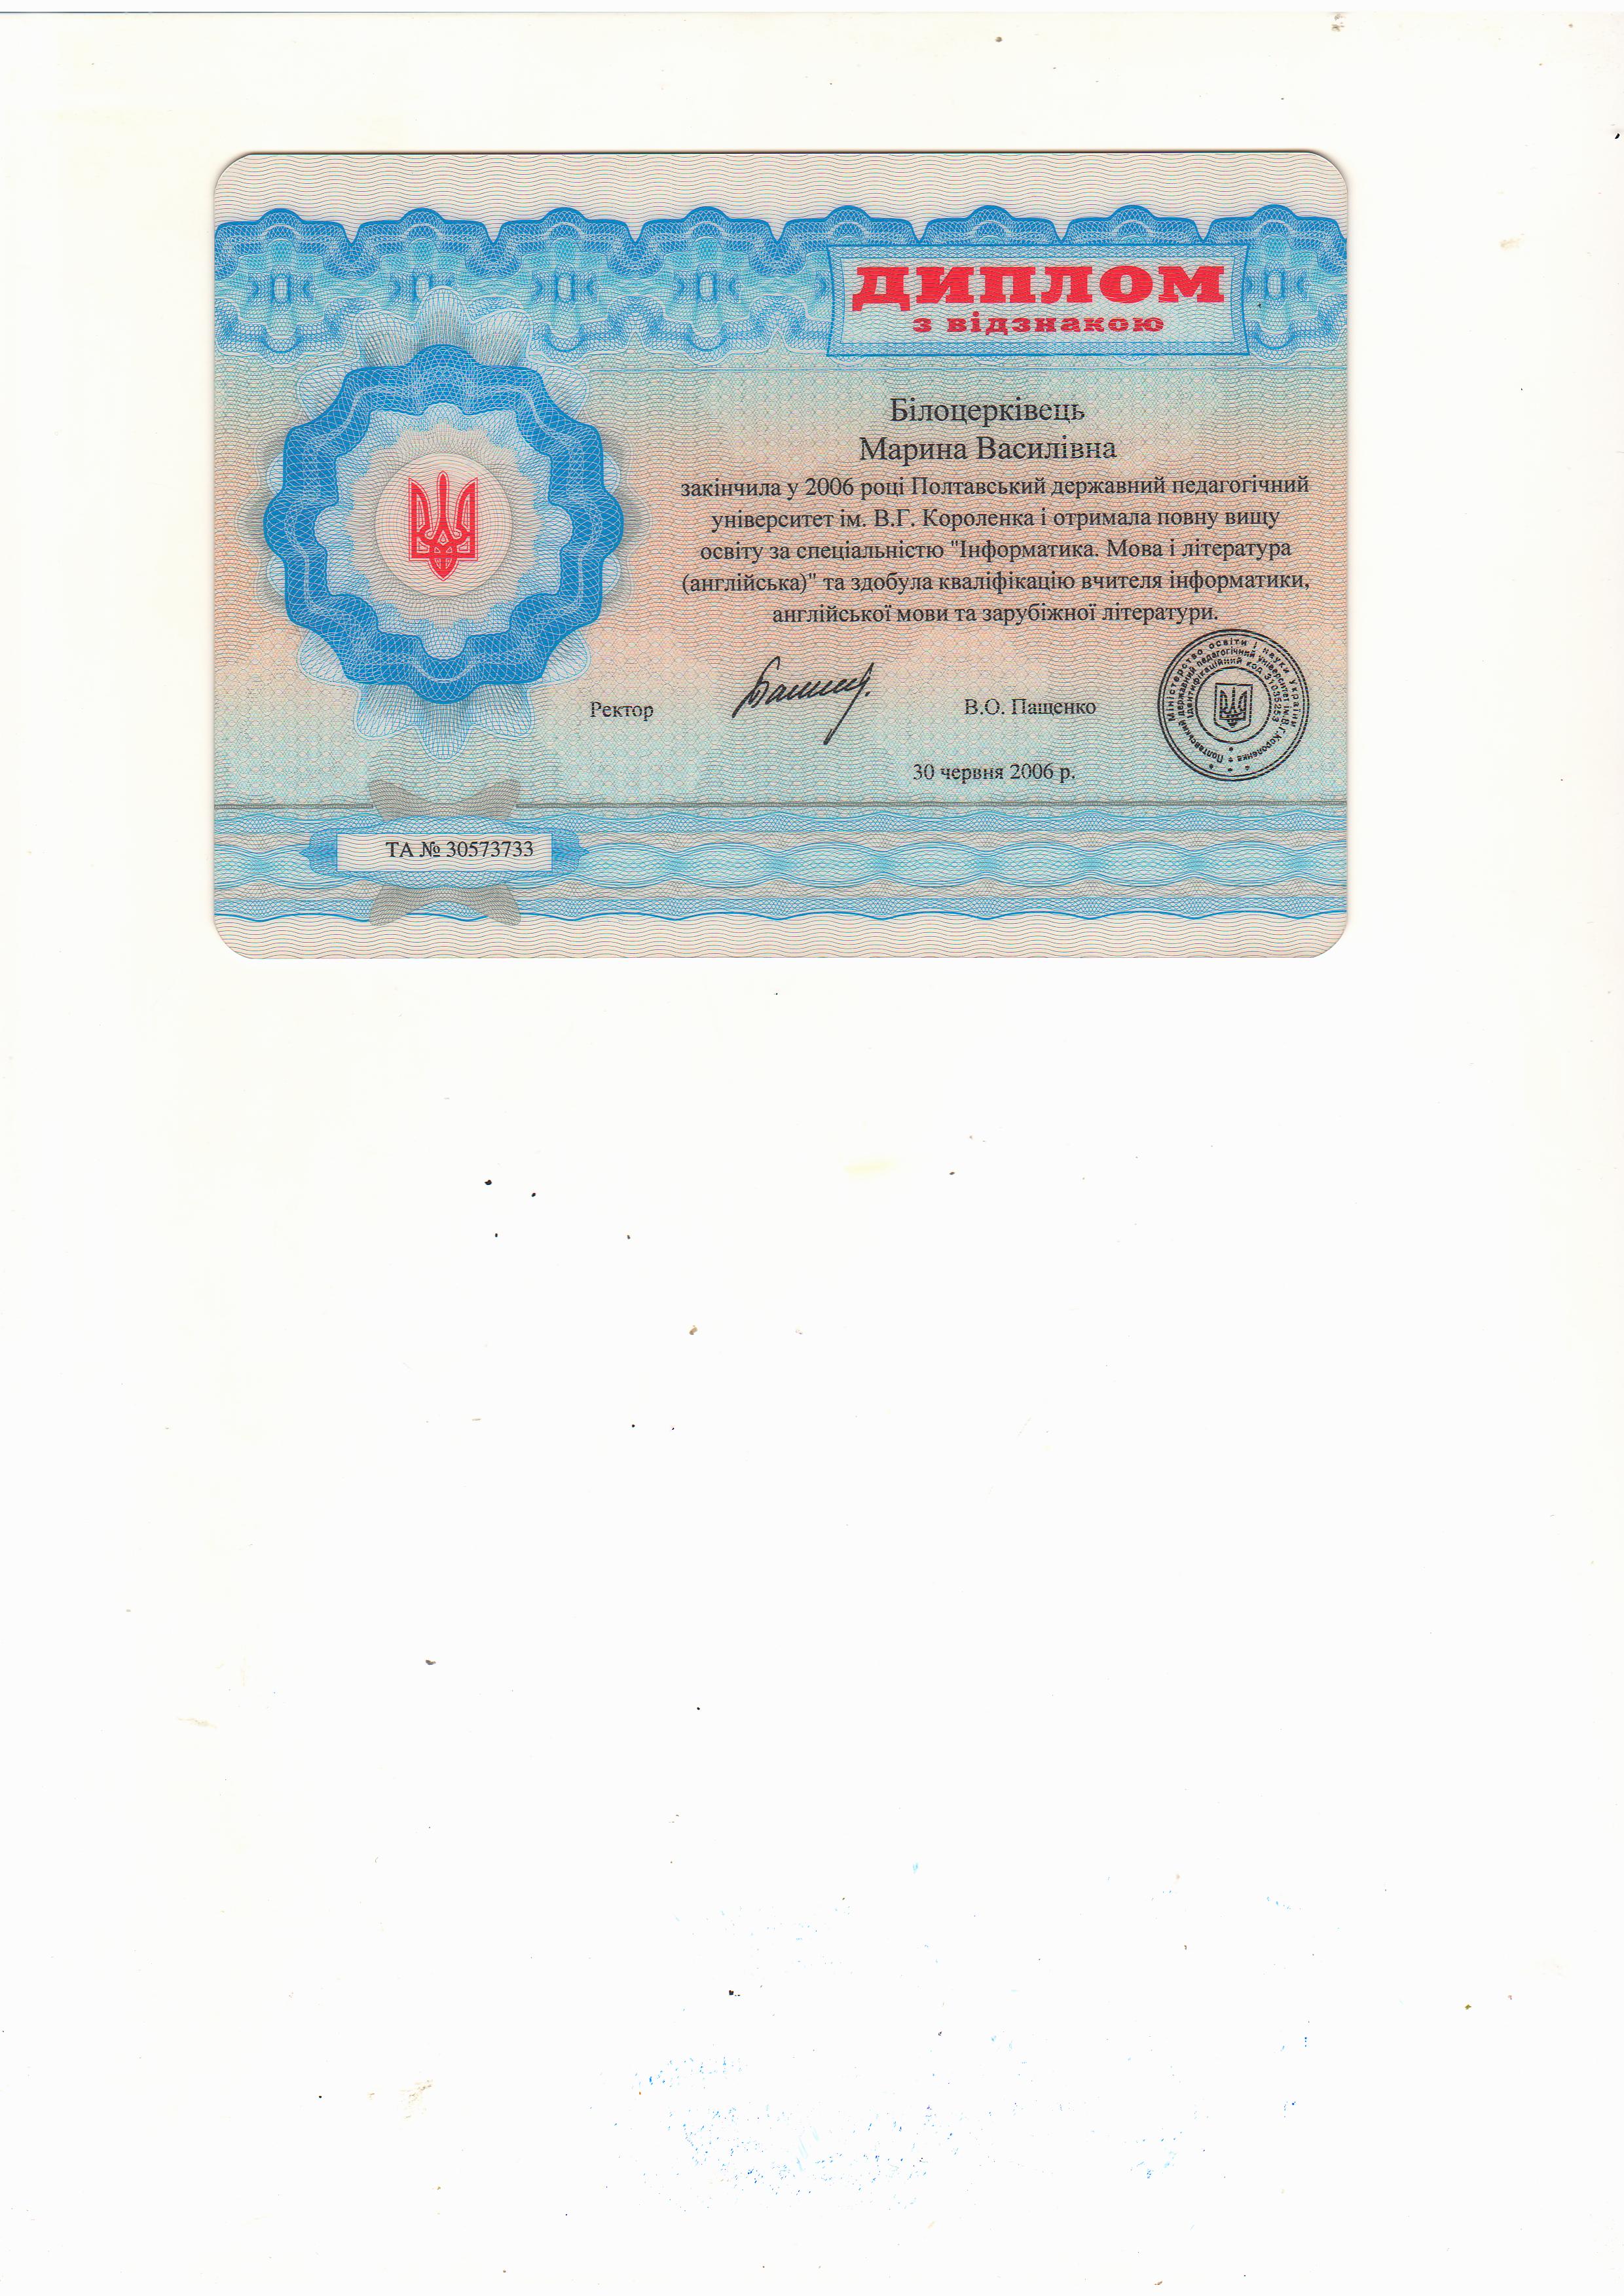 ДИПЛОМ
з відзнакою
Білоцерківець
Марина Василівна
закінчила у 2006 році Полтавський державний педагогічний
університет ім. В.Г. Короленка і отримала повну вищу
освіту за спеціальністю "Інформатика. Мова і література
(англійська)" та здобула кваліфікацію вчителя інформатики,
англійської мови та зарубіжної літератури.
Ректор
В.О. Пащенко
Міністерство освіти і науки України
Полтавський державний педагогічний університет ім.В.Г.Короленка
Ідентифікаційний код
30 червня 2006 р.
ТА № 30573733